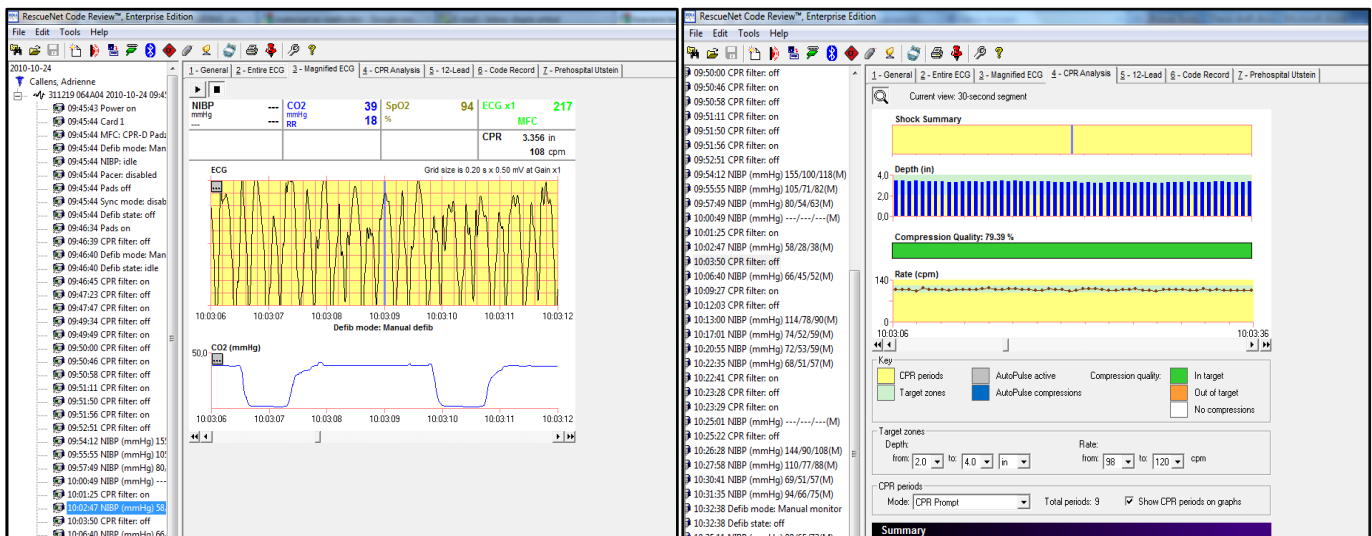 RescueNet Code Review™, Enterprise Edition
File Edit Tools Help
2010-10-24
Callens, Adrienne
311219 064A04 2010-10-24 09:4
09:45:43 Power on
09:45:44 Card 1
09:45:44 MFC: CPR-D Padz
09:45:44 Defib mode: Man
09:45:44 NIBP: idle
09:45:44 Pacer: disabled
09:45:44 Pads off
09:45:44 Sync mode: disab
09:45:44 Defib state: off
09:46:34 Pads on
09:46:39 CPR filter: off
09:46:40 Defib mode: Man
09:46:40 Defib state: idle
09:46:45 CPR filter: on
09:47:23 CPR filter: off
09:47:47 CPR filter: on
09:49:34 CPR filter: off
09:49:49 CPR filter: on
09:50:00 CPR filter: off
09:50:46 CPR filter: on
09:50:58 CPR filter: off
09:51:11 CPR filter: on
09:51:50 CPR filter: off
09:51:56 CPR filter: on
09:52:51 CPR filter: off
09:54:12 NIBP (mmHg) 15
09:55:55 NIBP (mmHg) 10
09:57:49 NIBP (mmHg) 80,
10:00:49 NIBP (mmHg) ---
10:01:25 CPR filter: on
10:02:47 NIBP (mmHg) 58
10:03:50 CPR filter: off
10:06:40 NIBP (mmHg) 66
1 - General 2 - Entire ECG 3 - Magnified ECG 4 - CPR Analysis 5 - 12-Lead 6 - Code Record 7 - Prehospital Utstein
NIBP --- CO2 39 SpO2 94 ECG x1 217
mmHg --- mmHg % MFC
--- RR 18
CPR 3.356 in
108 cpm
ECG Grid size is 0.20 s x 0.50 mV at Gain x1
10:03:06 10:03:07 10:03:08 10:03:09 10:03:10 10:03:11 10:03:12
Defib mode: Manual defib
CO2 (mmHg)
50,0
10:03:06 10:03:07 10:03:08 10:03:09 10:03:10 10:03:11 10:03:12
RescueNet Code Review™, Enterprise Edition
File Edit Tools Help
09:50:00 CPR filter: off
09:50:46 CPR filter: on
09:50:58 CPR filter: off
09:51:11 CPR filter: on
09:51:50 CPR filter: off
09:51:56 CPR filter: on
09:52:51 CPR filter: off
09:54:12 NIBP (mmHg) 155/100/118(M)
09:55:55 NIBP (mmHg) 105/71/82(M)
09:57:49 NIBP (mmHg) 80/54/63(M)
10:00:49 NIBP (mmHg) ---/---/---(M)
10:01:25 CPR filter: on
10:02:47 NIBP (mmHg) 58/28/38(M)
10:03:50 CPR filter: off
10:06:40 NIBP (mmHg) 66/45/52(M)
10:09:27 CPR filter: on
10:12:03 CPR filter: off
10:13:00 NIBP (mmHg) 114/78/90(M)
10:17:01 NIBP (mmHg) 74/52/59(M)
10:20:55 NIBP (mmHg) 72/53/59(M)
10:22:35 NIBP (mmHg) 68/51/57(M)
10:22:41 CPR filter: on
10:23:28 CPR filter: off
10:23:29 CPR filter: on
10:25:01 NIBP (mmHg) ---/---/---(M)
10:25:22 CPR filter: off
10:26:28 NIBP (mmHg) 144/90/108(M)
10:27:58 NIBP (mmHg) 110/77/88(M)
10:30:41 NIBP (mmHg) 69/51/57(M)
10:31:35 NIBP (mmHg) 94/66/75(M)
10:32:38 Defib mode: Manual monitor
10:32:38 Defib state: off
1 - General 2 - Entire ECG 3 - Magnified ECG 4 - CPR Analysis 5 - 12-Lead 6 - Code Record 7 - Prehospital Utstein
Current view: 30-second segment
Shock Summary
Depth (in)
4,0
2,0
0,0
Compression Quality: 79.39 %
Rate (cpm)
140
0
10:03:06 10:03:36
Key
CPR periods AutoPulse active Compression quality: In target
Target zones AutoPulse compressions Out of target
No compressions
Target zones
Depth: Rate:
from: 2.0 to: 4.0 in from: 98 to: 120 cpm
CPR periods
Mode: CPR Prompt Total periods: 9 Show CPR periods on graphs
Summary